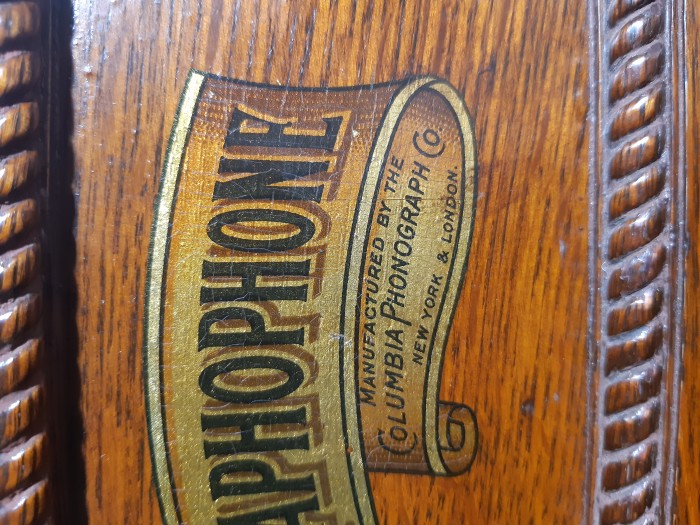 APHOPHONE
MANUFACTURED BY THE
COLUMBIA PHONOGRAPH CO.
NEW YORK & LONDON.